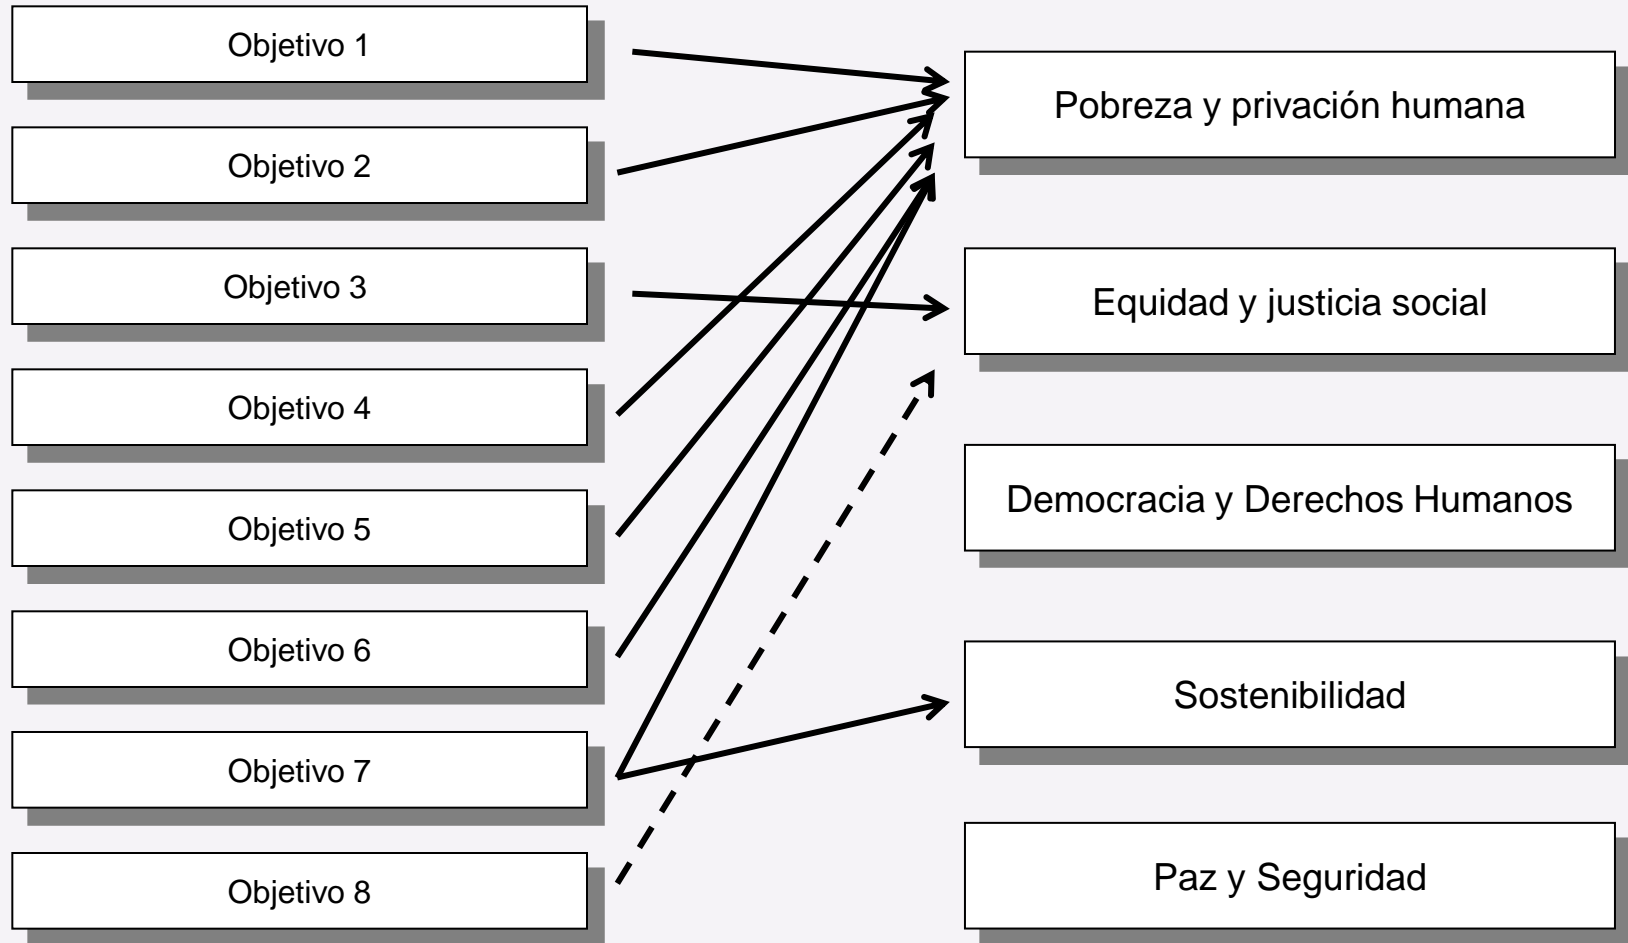 Objetivo 1
Objetivo 2
Objetivo 3
Objetivo 4
Objetivo 5
Objetivo 6
Objetivo 7
Objetivo 8
Pobreza y privación humana
Equidad y justicia social
Democracia y Derechos Humanos
Sostenibilidad
Paz y Seguridad